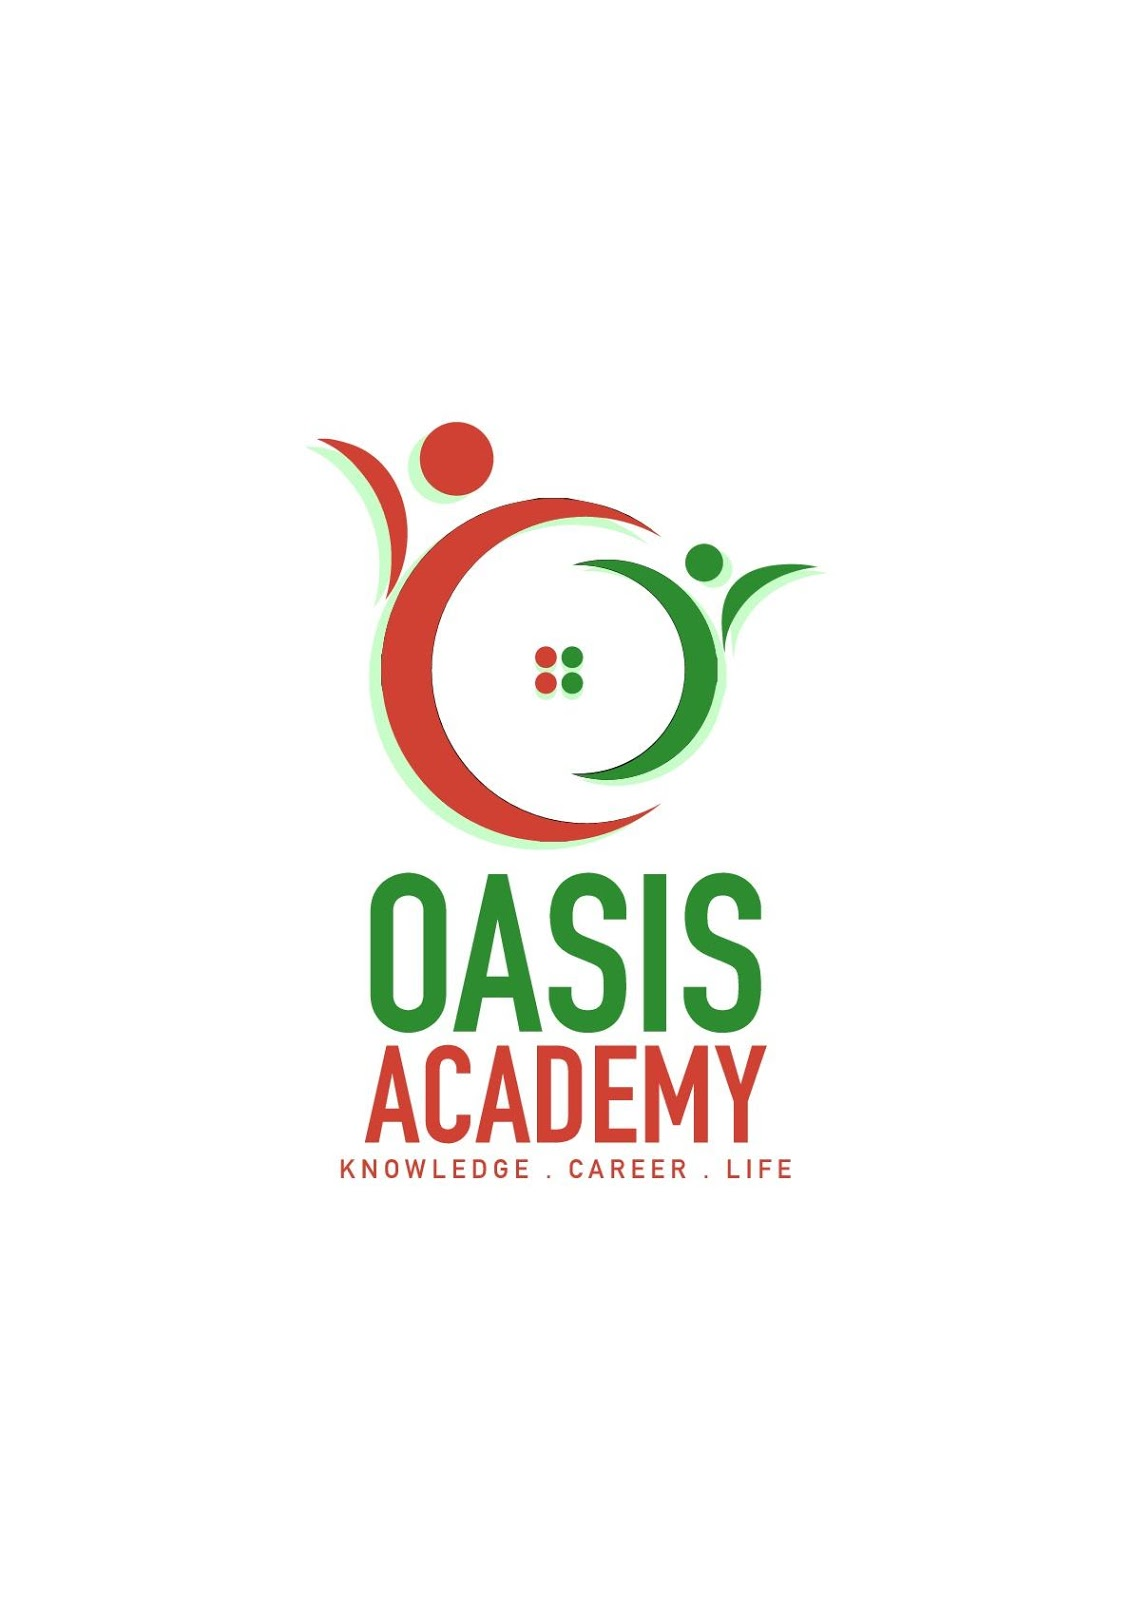 OASIS
ACADEMY
KNOWLEDGE . CAREER . LIFE